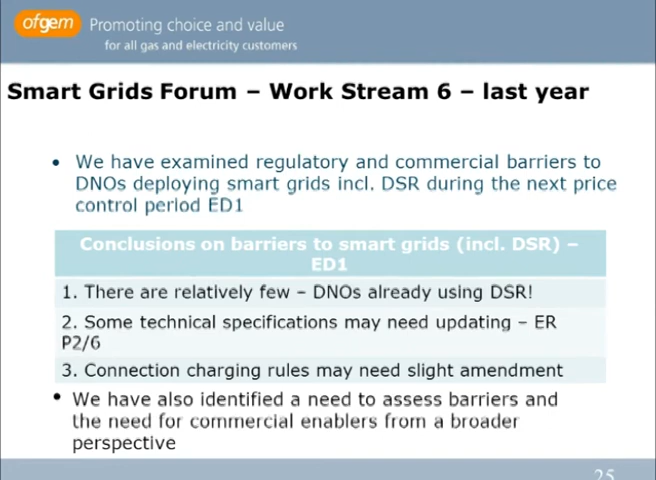 ofgem
Promoting choice and value
for all gas and electricity customers
Smart Grids Forum – Work Stream 6 – last year
• We have examined regulatory and commercial barriers to
DNOs deploying smart grids incl. DSR during the next price
control period ED1
Conclusions on barriers to smart grids (incl. DSR) –
ED1
1. There are relatively few – DNOs already using DSR!
2. Some technical specifications may need updating – ER
P2/6
3. Connection charging rules may need slight amendment
• We have also identified a need to assess barriers and
the need for commercial enablers from a broader
perspective
25